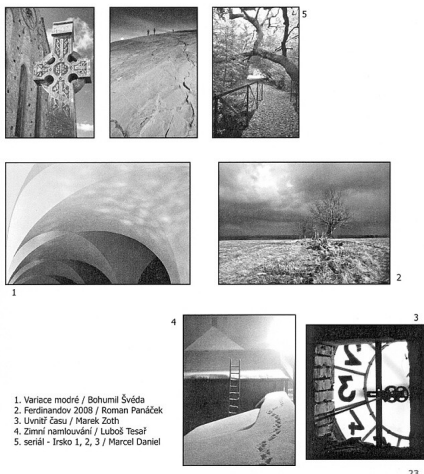 5
1
2
4
3
1. Variace modré / Bohumil Švéda
2. Ferdinandov 2008 / Roman Panáček
3. Uvnitř času / Marek Zoth
4. Zimní namlouvání / Luboš Tesař
5. seriál - Irsko 1, 2, 3 / Marcel Daniel
23